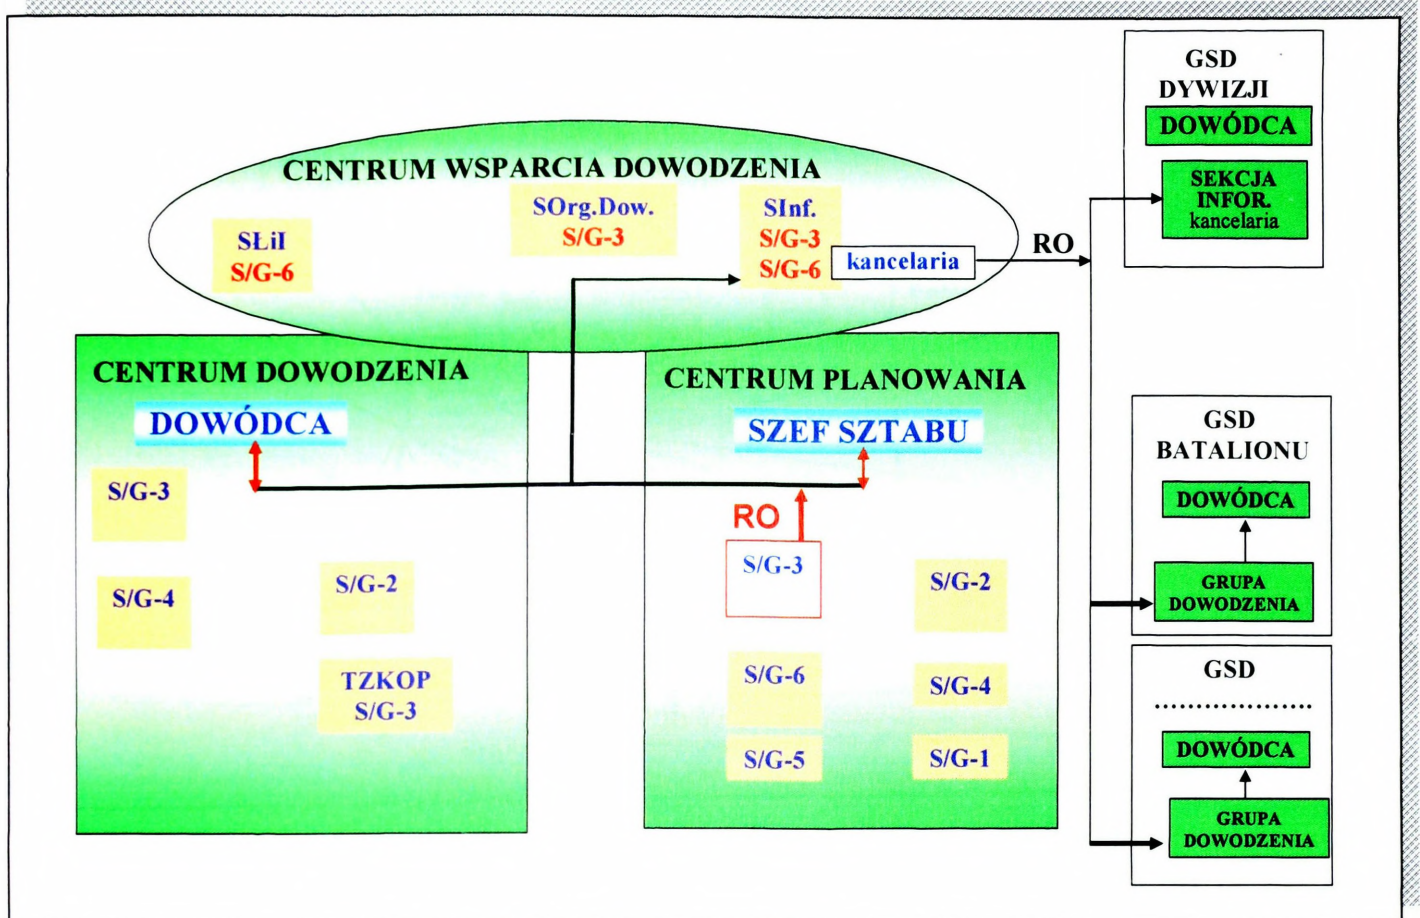 CENTRUM WSPARCIA DOWODZENIA
SŁiI
S/G-6
SOrg.Dow.
S/G-3
SInf.
S/G-3
S/G-6
kancelaria
RO
CENTRUM DOWODZENIA
DOWÓDCA
S/G-3
S/G-4
S/G-2
TZKOP
S/G-3
CENTRUM PLANOWANIA
SZEF SZTABU
RO
S/G-3
S/G-2
S/G-6
S/G-4
S/G-5
S/G-1
GSD
DYWIZJI
DOWÓDCA
SEKCJA
INFOR.
kancelaria
GSD
BATALIONU
DOWÓDCA
GRUPA
DOWODZENIA
GSD
...................
DOWÓDCA
GRUPA
DOWODZENIA